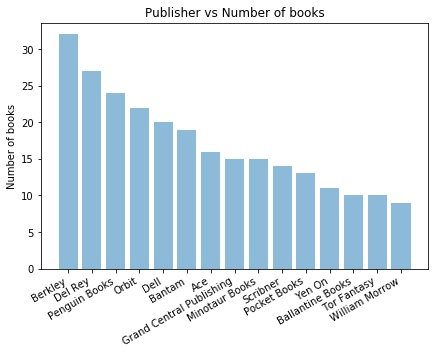 Publisher vs Number of books
Number of books
30
25
20
15
10
5
0
Berkley
Del Rey
Penguin Books
Orbit
Dell
Bantam
Ace
Grand Central Publishing
Minotaur Books
Scribner
Pocket Books
Yen On
Ballantine Books
Tor Fantasy
William Morrow